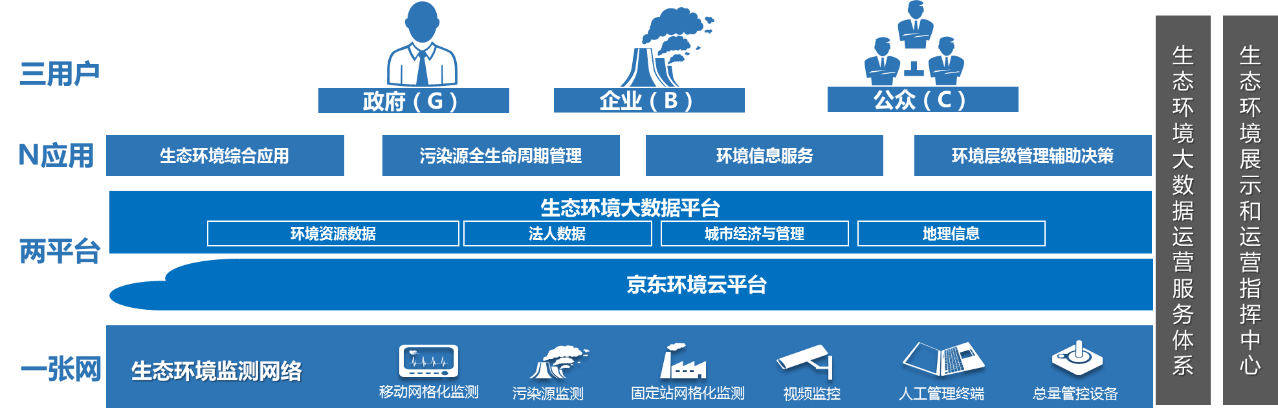 三用户
政府（G）
企业（B）
公众（C）
N应用
生态环境综合应用
污染源全生命周期管理
环境信息服务
环境层级管理辅助决策
两平台
生态环境大数据平台
环境资源数据
法人数据
城市经济与管理
地理信息
京东环境云平台
一张网
生态环境监测网络
移动网格化监测
污染源监测
固定站网格化监测
视频监控
人工管理终端
总量管控设备
生态环境大数据运营服务体系
生态环境展示和运营指挥中心